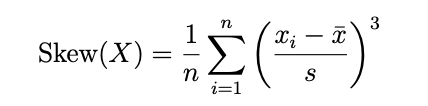 Skew(X) = \frac{1}{n} \sum_{i=1}^{n} \left( \frac{x_i - \bar{x}}{s} \right)^3